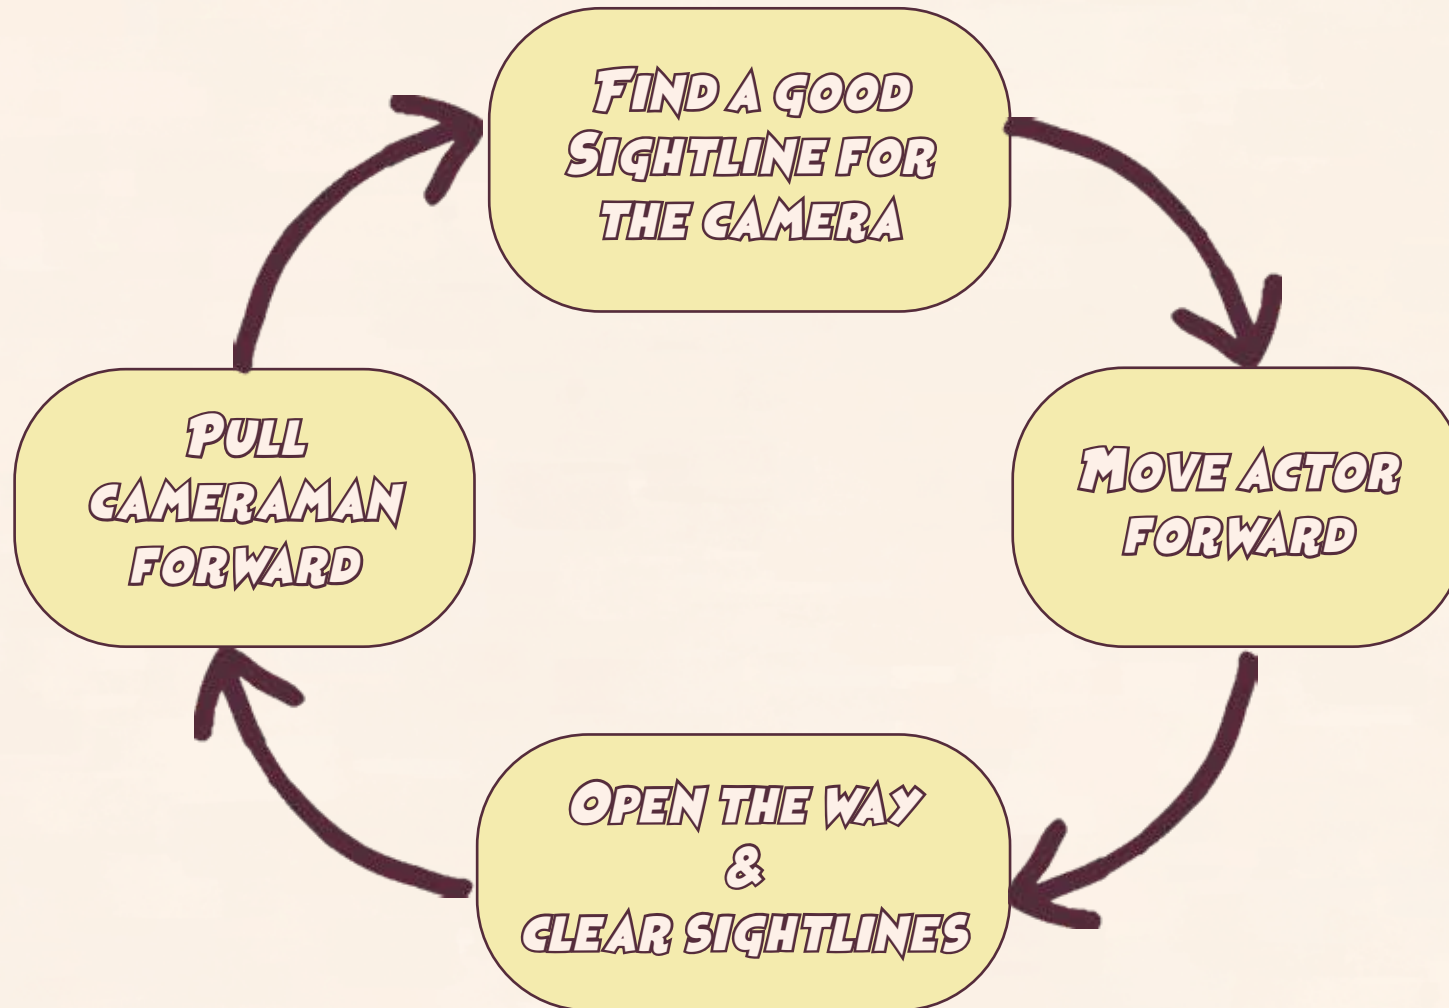 Find a good
Sightline for
the camera
Move actor
forward
Open the way
&
clear sightlines
Pull
cameraman
forward